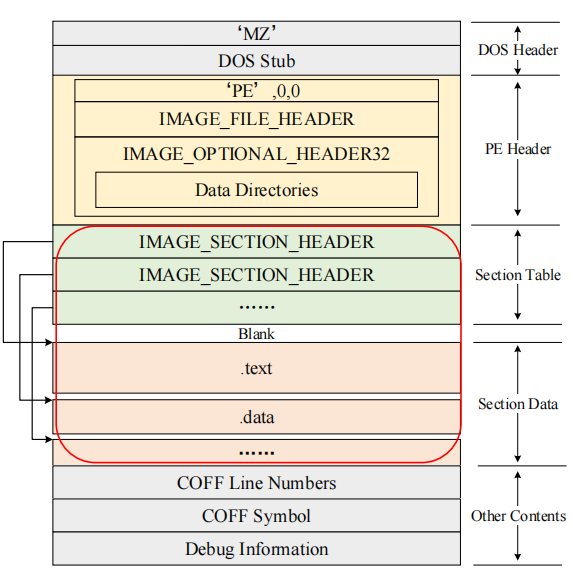 ‘MZ’
DOS Stub
DOS Header
‘PE’ ,0,0
IMAGE_FILE_HEADER
IMAGE_OPTIONAL_HEADER32
Data Directories
PE Header
IMAGE_SECTION_HEADER
IMAGE_SECTION_HEADER
……
Section Table
Blank
.text
.data
……
Section Data
COFF Line Numbers
COFF Symbol
Debug Information
Other Contents